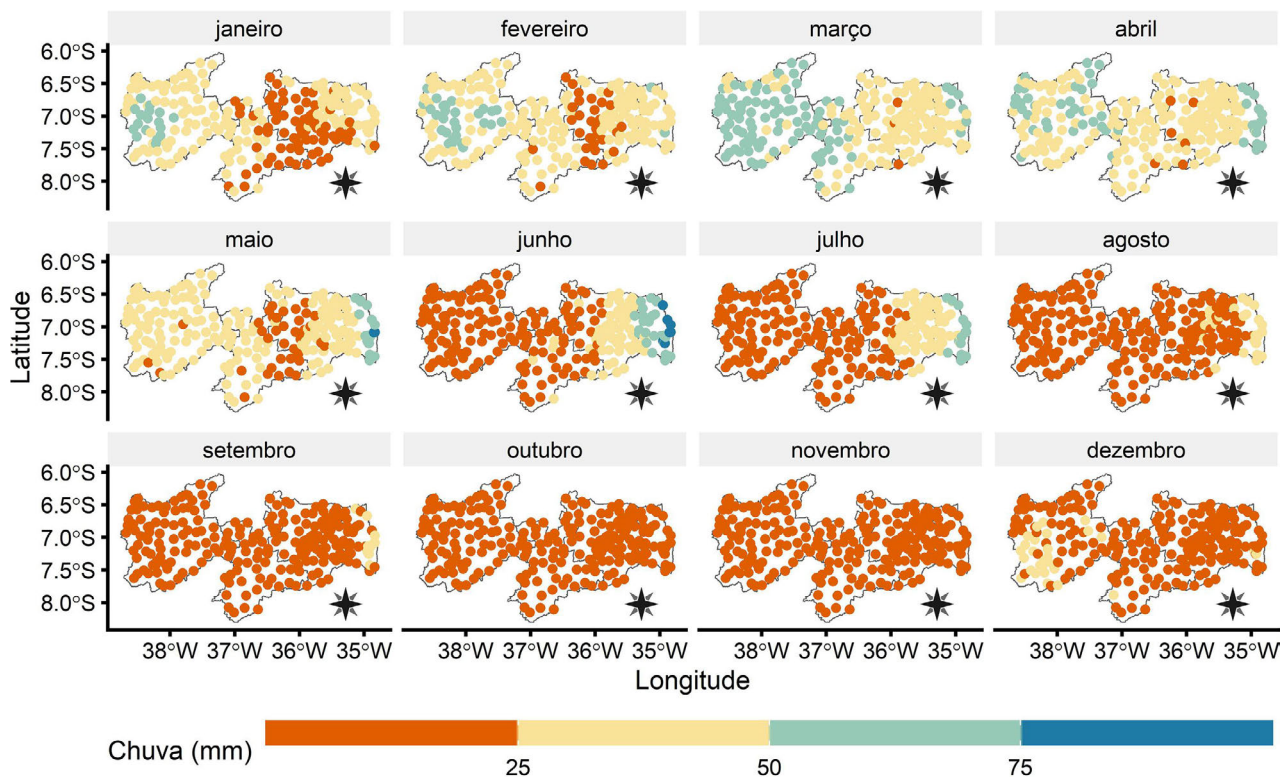 janeiro fevereiro março abril
6.0°S
6.5°S
7.0°S
7.5°S
8.0°S
maio junho julho agosto
6.0°S
6.5°S
7.0°S
7.5°S
8.0°S
Latitude
setembro outubro novembro dezembro
6.0°S
6.5°S
7.0°S
7.5°S
8.0°S
38°W 37°W 36°W 35°W 38°W 37°W 36°W 35°W 38°W 37°W 36°W 35°W 38°W 37°W 36°W 35°W
Longitude
Chuva (mm)
25 50 75